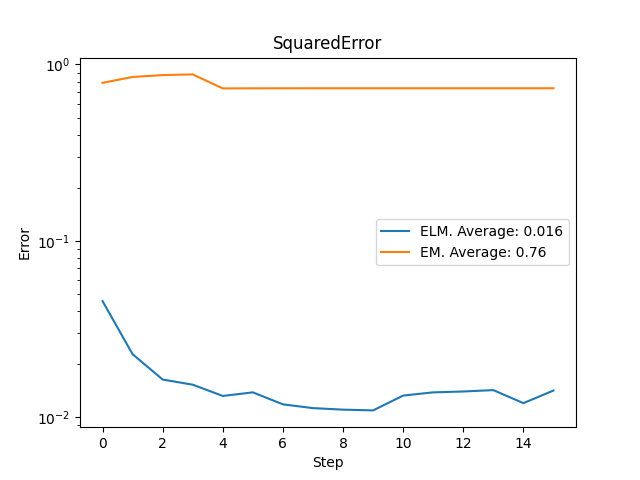 SquaredError
10⁰
10⁻¹
10⁻²
Error
ELM. Average: 0.016
EM. Average: 0.76
0 2 4 6 8 10 12 14
Step